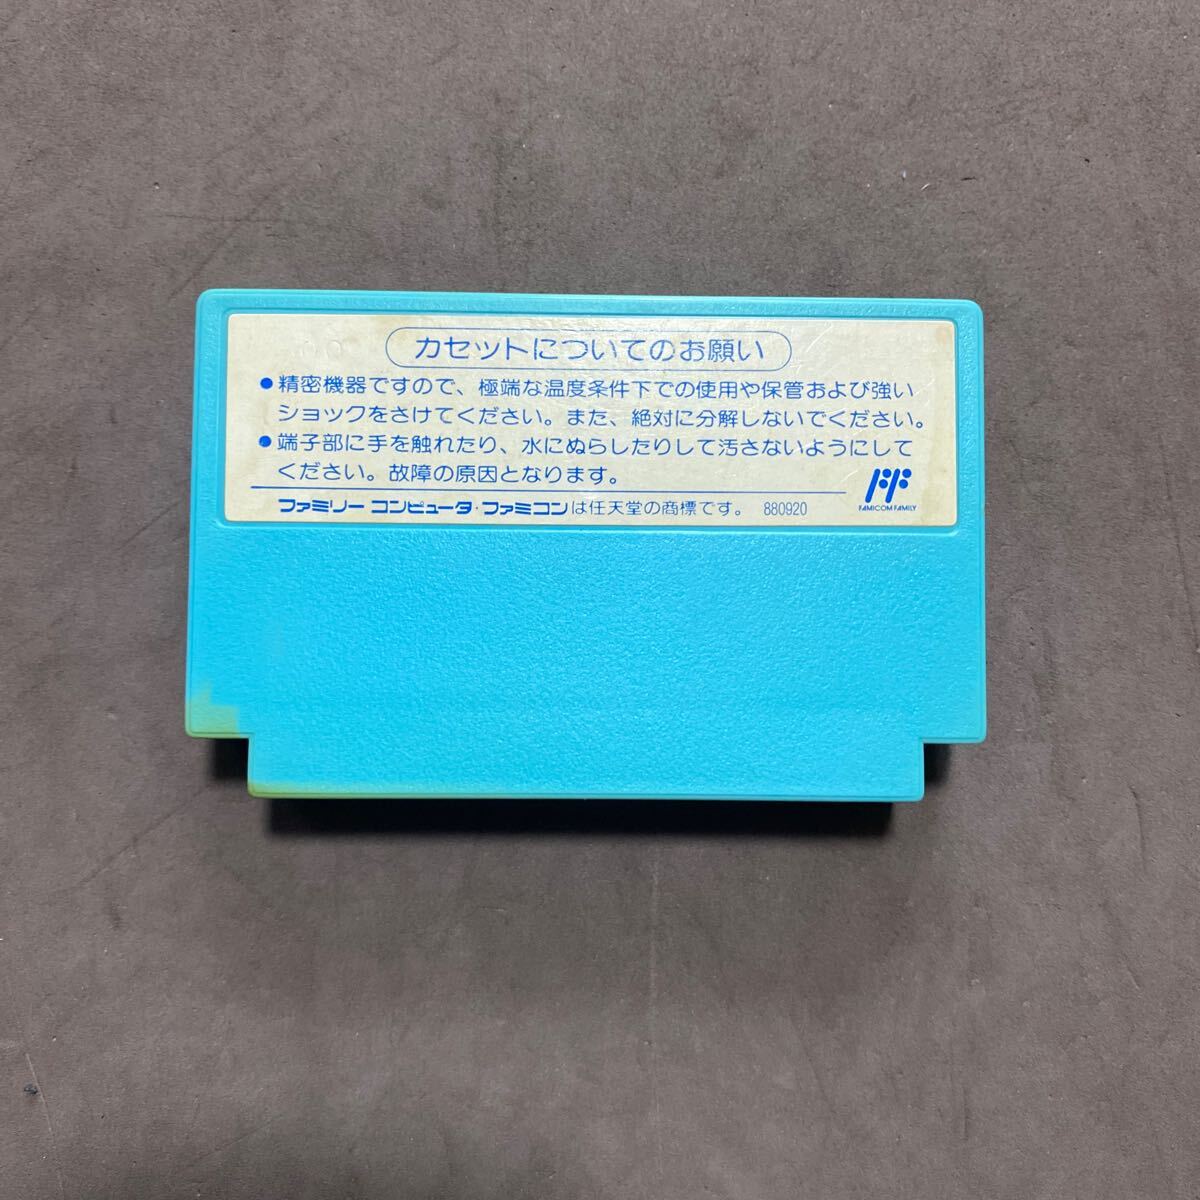 カセットについてのお願い
●精密機器ですので、極端な温度条件下での使用や保管および強い
ショックをさけてください。また、絶対に分解しないでください。
●端子部に手を触れたり、水にぬらしたりして汚さないようにして
ください。故障の原因となります。
ファミリー コンピュータ・ファミコンは任天堂の商標です。 880920
FAMICOM FAMILY